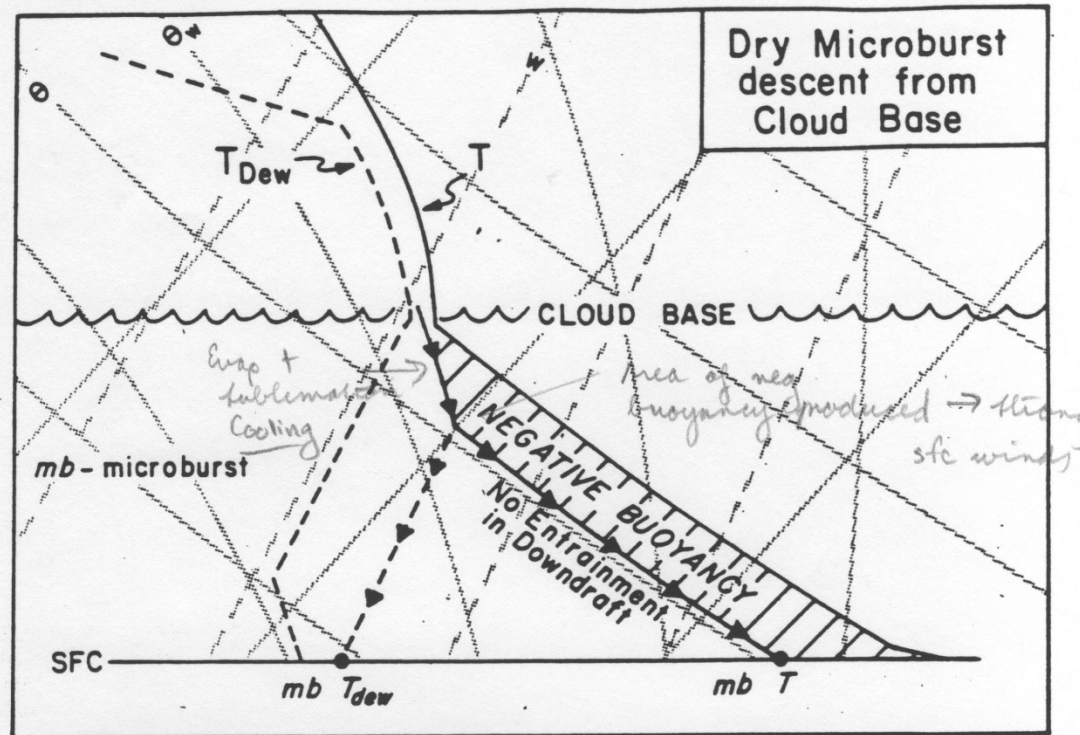 Dry Microburst
descent from
Cloud Base
θw
θ
w
TDew
T
CLOUD BASE
Evap +
sublimation
Cooling
Area of neg
buoyancy produced → strong
sfc winds
mb - microburst
NEGATIVE BUOYANCY
No Entrainment
in Downdraft
SFC
mb Tdew
mb T